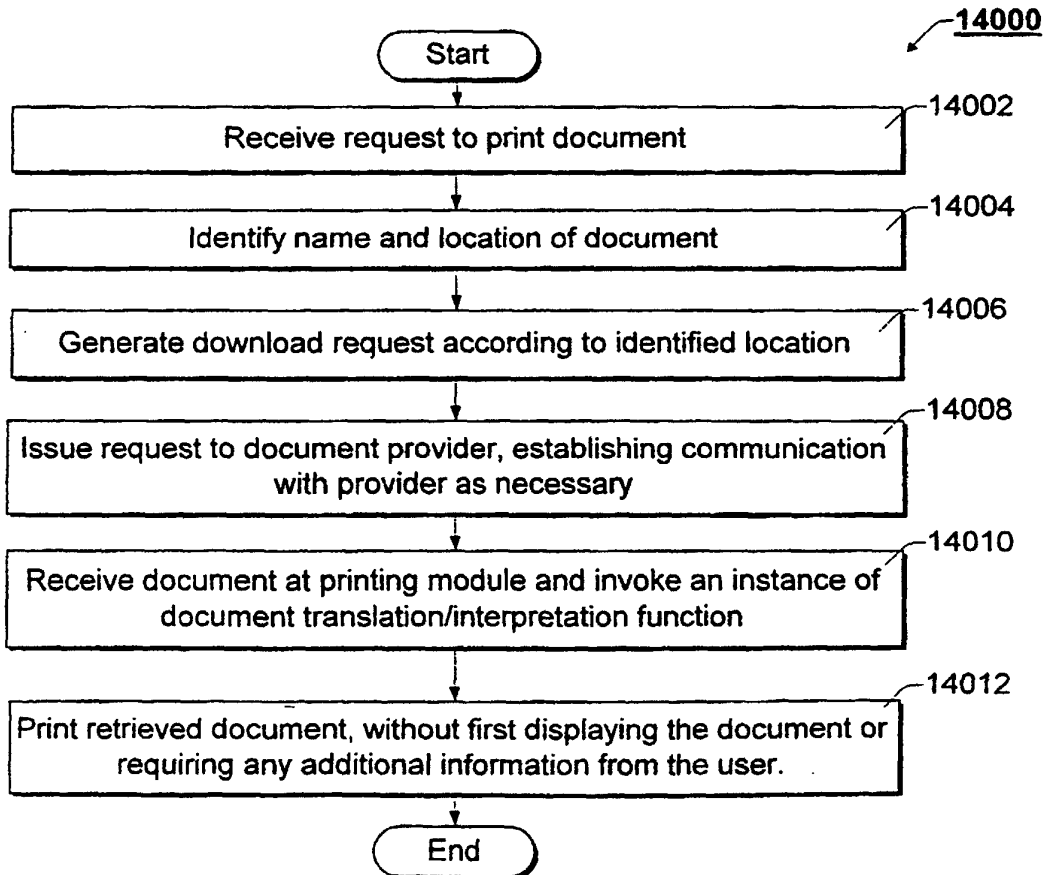 14000
Start
14002
Receive request to print document
14004
Identify name and location of document
14006
Generate download request according to identified location
14008
Issue request to document provider, establishing communication
with provider as necessary
14010
Receive document at printing module and invoke an instance of
document translation/interpretation function
14012
Print retrieved document, without first displaying the document or
requiring any additional information from the user.
End